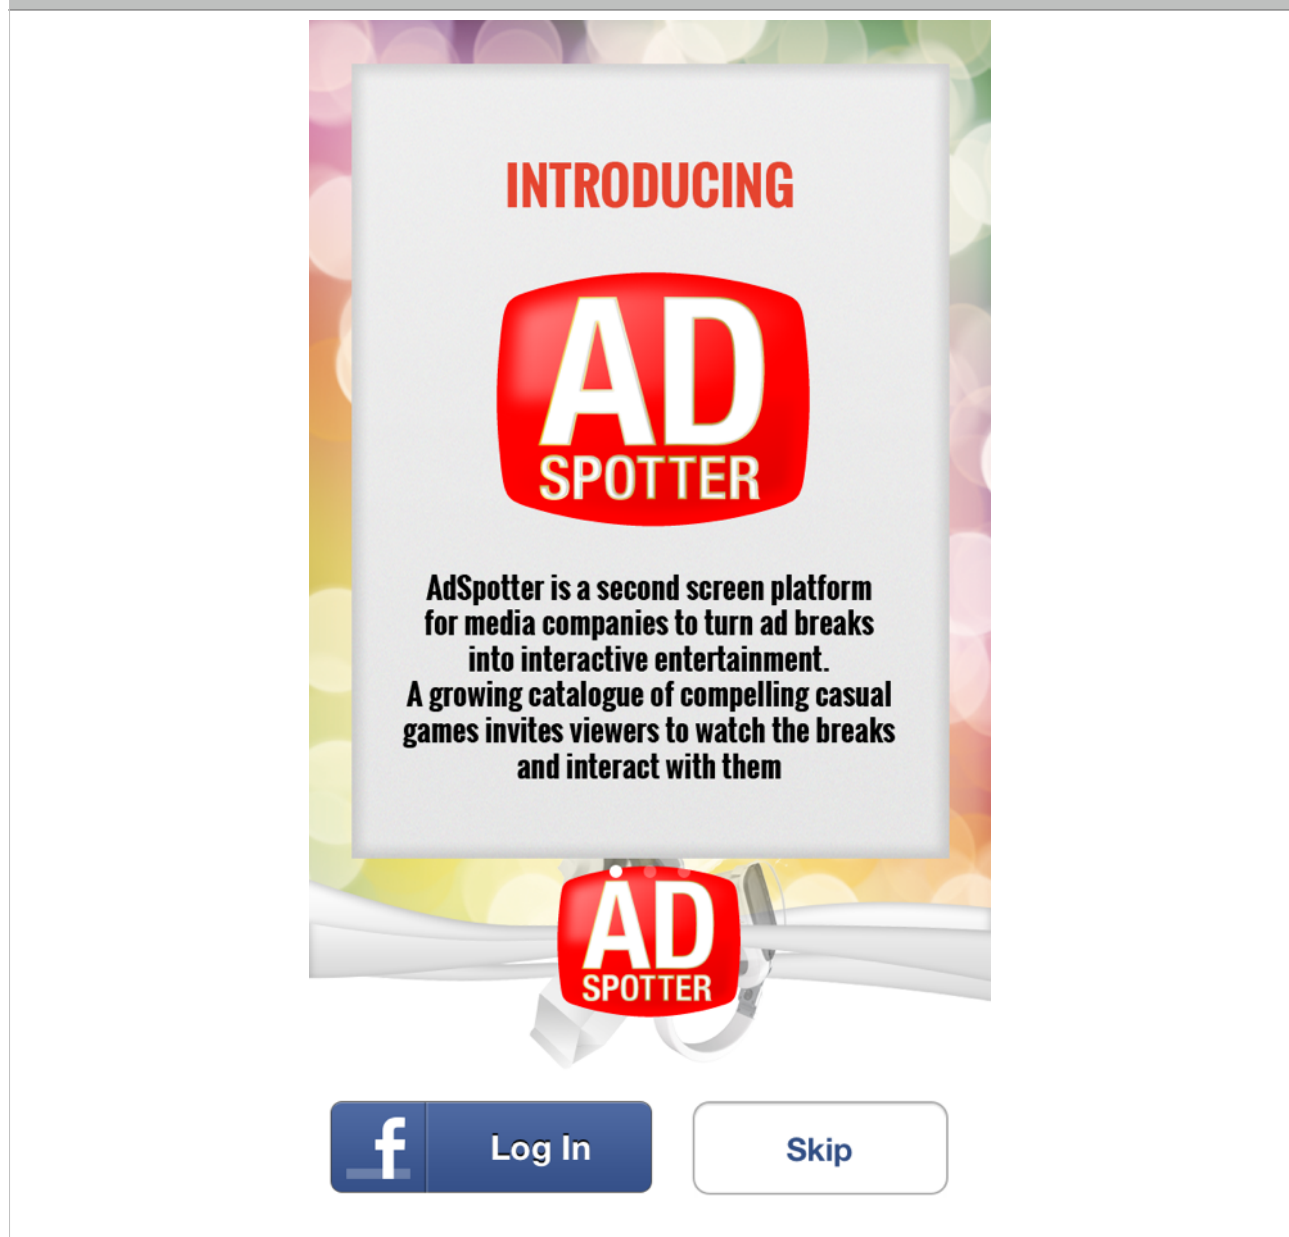 INTRODUCING
AD
SPOTTER
AdSpotter is a second screen platform
for media companies to turn ad breaks
into interactive entertainment.
A growing catalogue of compelling casual
games invites viewers to watch the breaks
and interact with them
AD
SPOTTER
f Log In
Skip